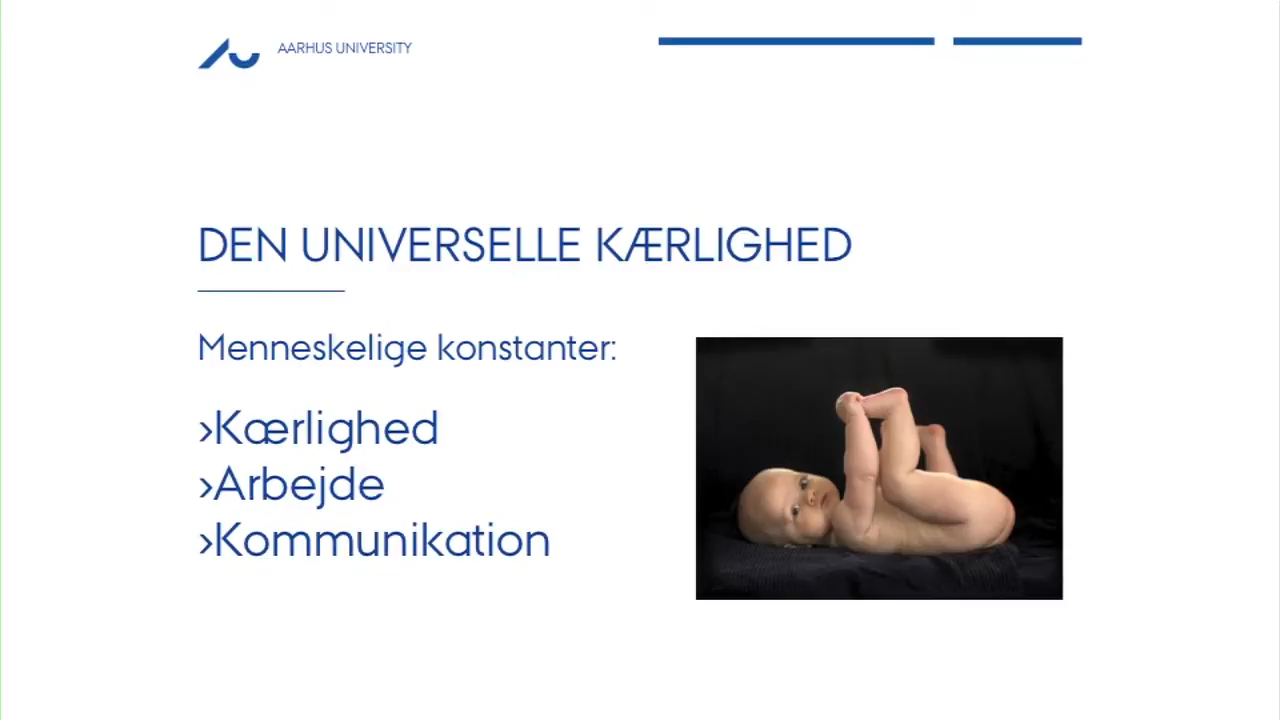 AARHUS UNIVERSITY
DEN UNIVERSELLE KÆRLIGHED
Menneskelige konstanter:
›Kærlighed
›Arbejde
›Kommunikation